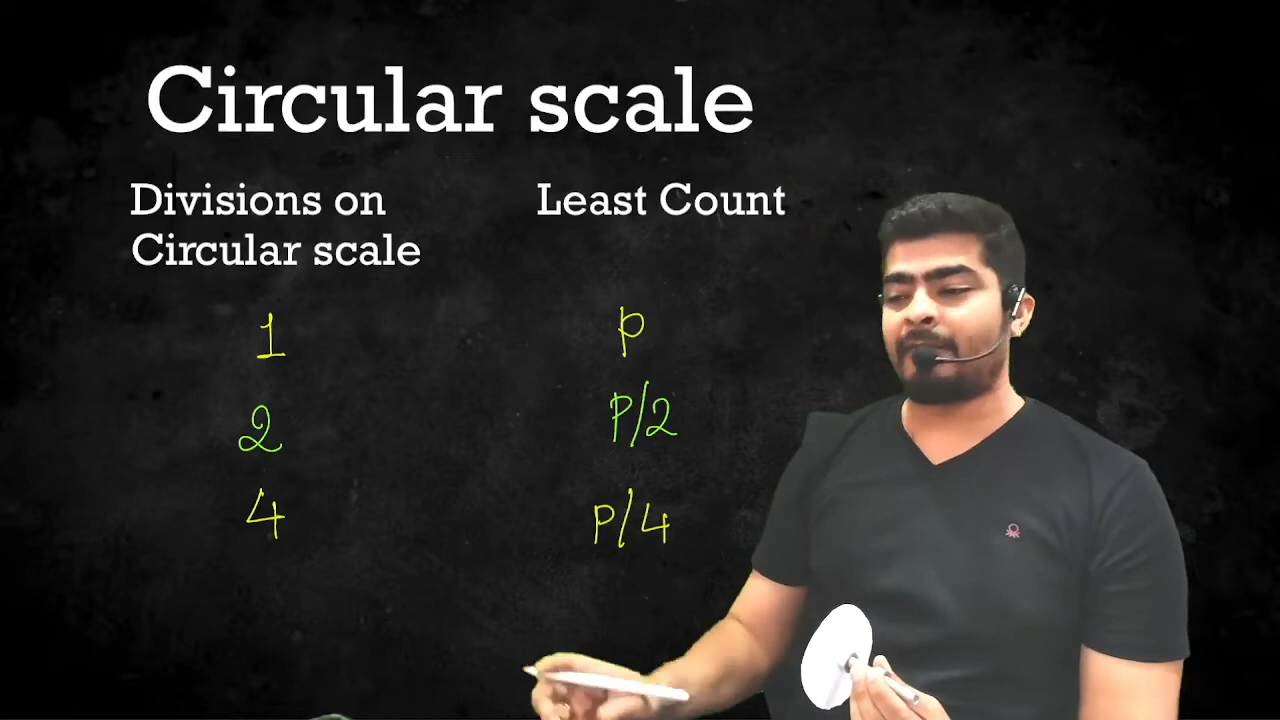 Circular scale
Divisions on
Circular scale
Least Count
1 P
2 P/2
4 P/4